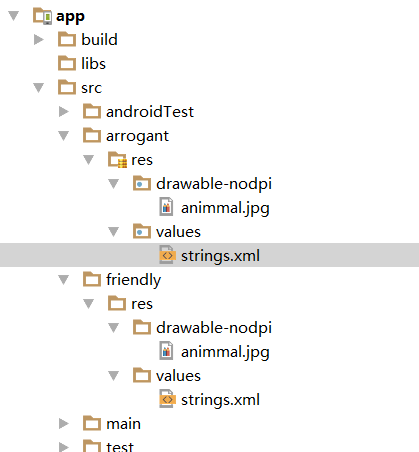 app
build
libs
src
androidTest
arrogant
res
drawable-nodpi
animmal.jpg
values
strings.xml
friendly
res
drawable-nodpi
animmal.jpg
values
strings.xml
main
test